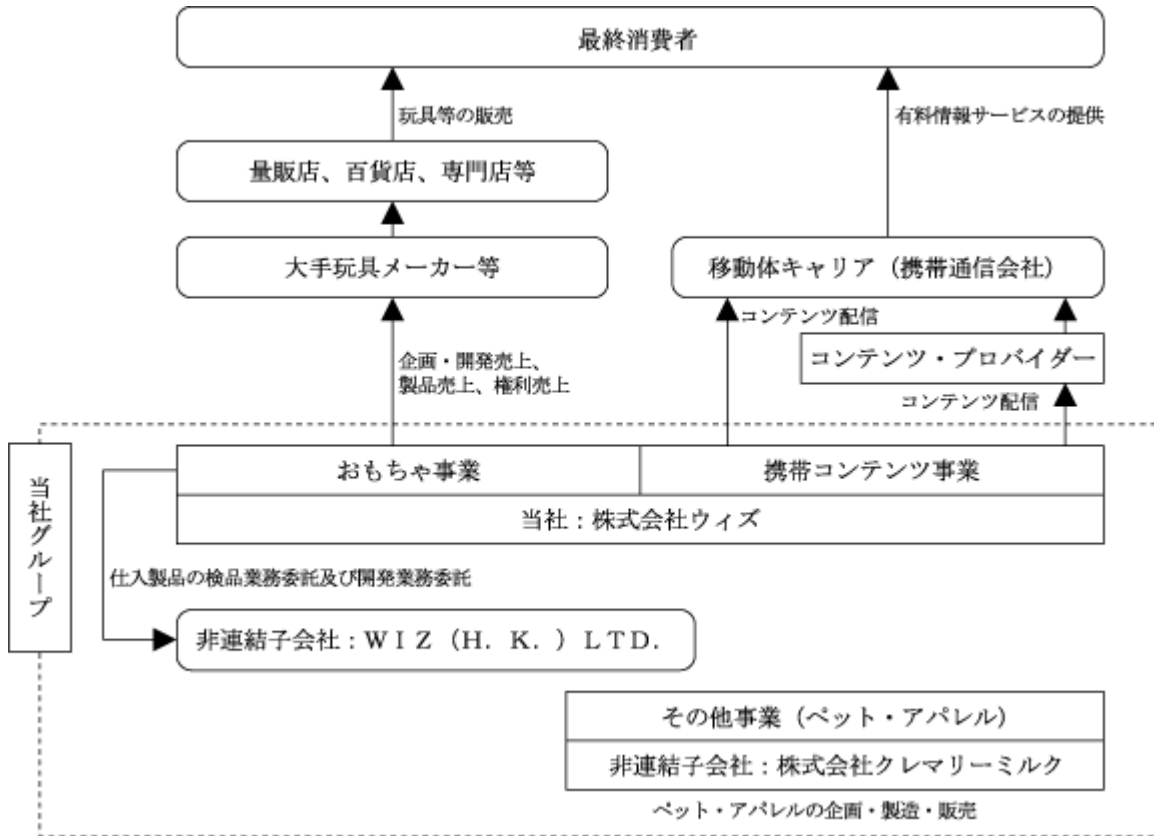 最終消費者
玩具等の販売
有料情報サービスの提供
量販店、百貨店、専門店等
大手玩具メーカー等
移動体キャリア（携帯通信会社）
コンテンツ配信
コンテンツ・プロバイダー
企画・開発売上、
製品売上、権利売上
コンテンツ配信
当社グループ
おもちゃ事業
携帯コンテンツ事業
当社：株式会社ウィズ
仕入製品の検品業務委託及び開発業務委託
非連結子会社：ＷＩＺ（Ｈ．Ｋ．）ＬＴＤ．
その他事業（ペット・アパレル）
非連結子会社：株式会社クレマリーミルク
ペット・アパレルの企画・製造・販売